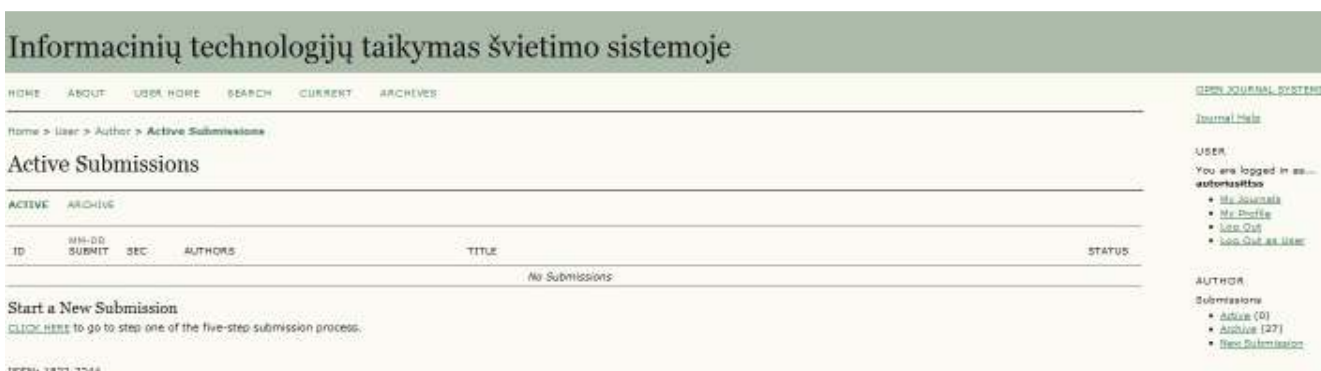 Informacinių technologijų taikymas švietimo sistemoje
HOME ABOUT USER HOME SEARCH CURRENT ARCHIVES
Home > User > Author > Active Submissions
Active Submissions
ACTIVE ARCHIVE
ID MM-DD SUBMIT SEC AUTHORS TITLE STATUS
No Submissions
Start a New Submission
CLICK HERE to go to step one of the five-step submission process.
OPEN JOURNAL SYSTEMS
Journal Help
USER
You are logged in as...
autoriusittss
My Journals
My Profile
Log Out
Log Out as User
AUTHOR
Submissions
Active (0)
Archive (27)
New Submission